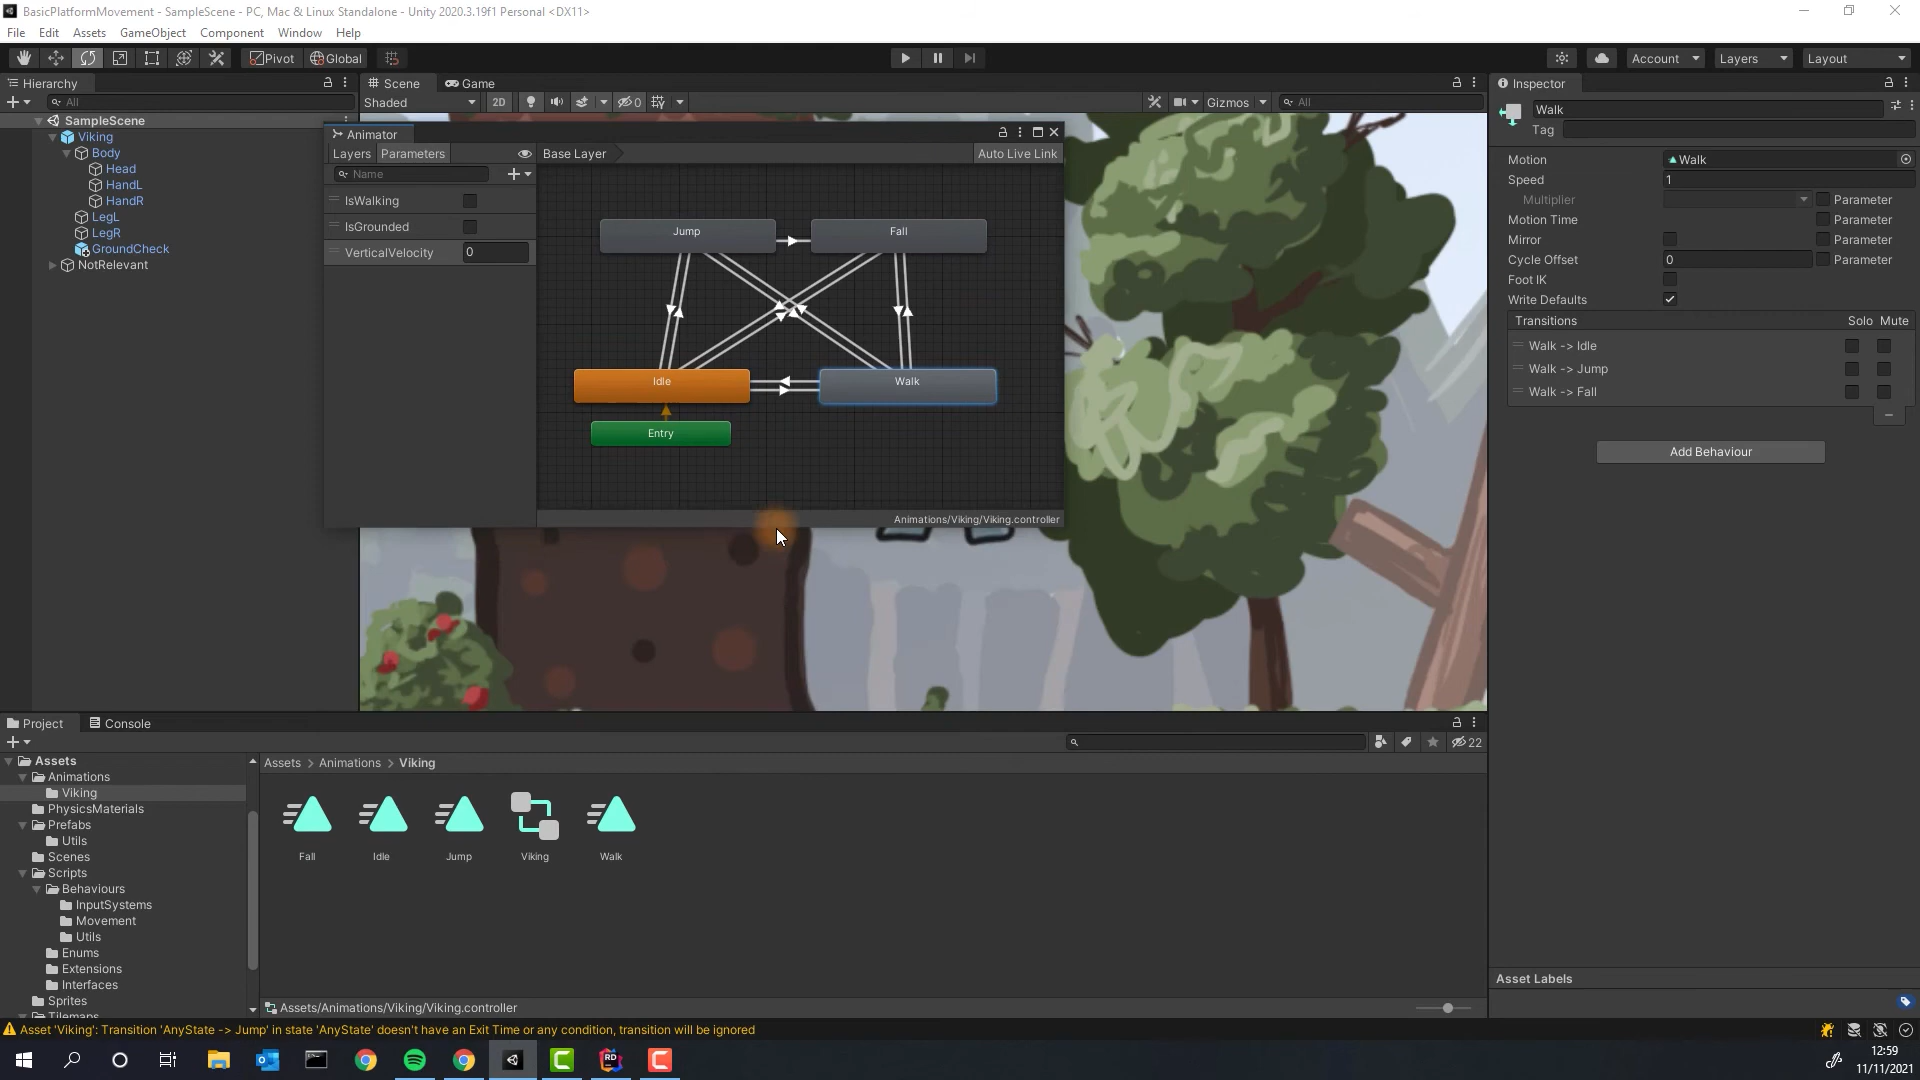 BasicPlatformMovement - SampleScene - PC, Mac & Linux Standalone - Unity 2020.3.19f1 Personal <DX11>
File Edit Assets GameObject Component Window Help
Pivot Global Account Layers Layout
Hierarchy
All
SampleScene
Viking
Body
Head
HandL
HandR
LegL
LegR
GroundCheck
NotRelevant
Scene Game
Shaded 2D 0 Gizmos All
Animator
Layers Parameters Base Layer Auto Live Link
Name
IsWalking
IsGrounded
VerticalVelocity 0
Jump
Fall
Idle
Walk
Entry
Animations/Viking/Viking.controller
Inspector
Walk
Tag
Motion Walk
Speed 1
Multiplier Parameter
Motion Time Parameter
Mirror Parameter
Cycle Offset 0 Parameter
Foot IK
Write Defaults
Transitions Solo Mute
Walk -> Idle
Walk -> Jump
Walk -> Fall
Add Behaviour
Asset Labels
Project Console
22
Assets
Animations
Viking
PhysicsMaterials
Prefabs
Utils
Scenes
Scripts
Behaviours
InputSystems
Movement
Utils
Enums
Extensions
Interfaces
Sprites
Tilemaps
Assets > Animations > Viking
Fall Idle Jump Viking Walk
Assets/Animations/Viking/Viking.controller
Asset 'Viking': Transition 'AnyState -> Jump' in state 'AnyState' doesn't have an Exit Time or any condition, transition will be ignored
12:59
11/11/2021